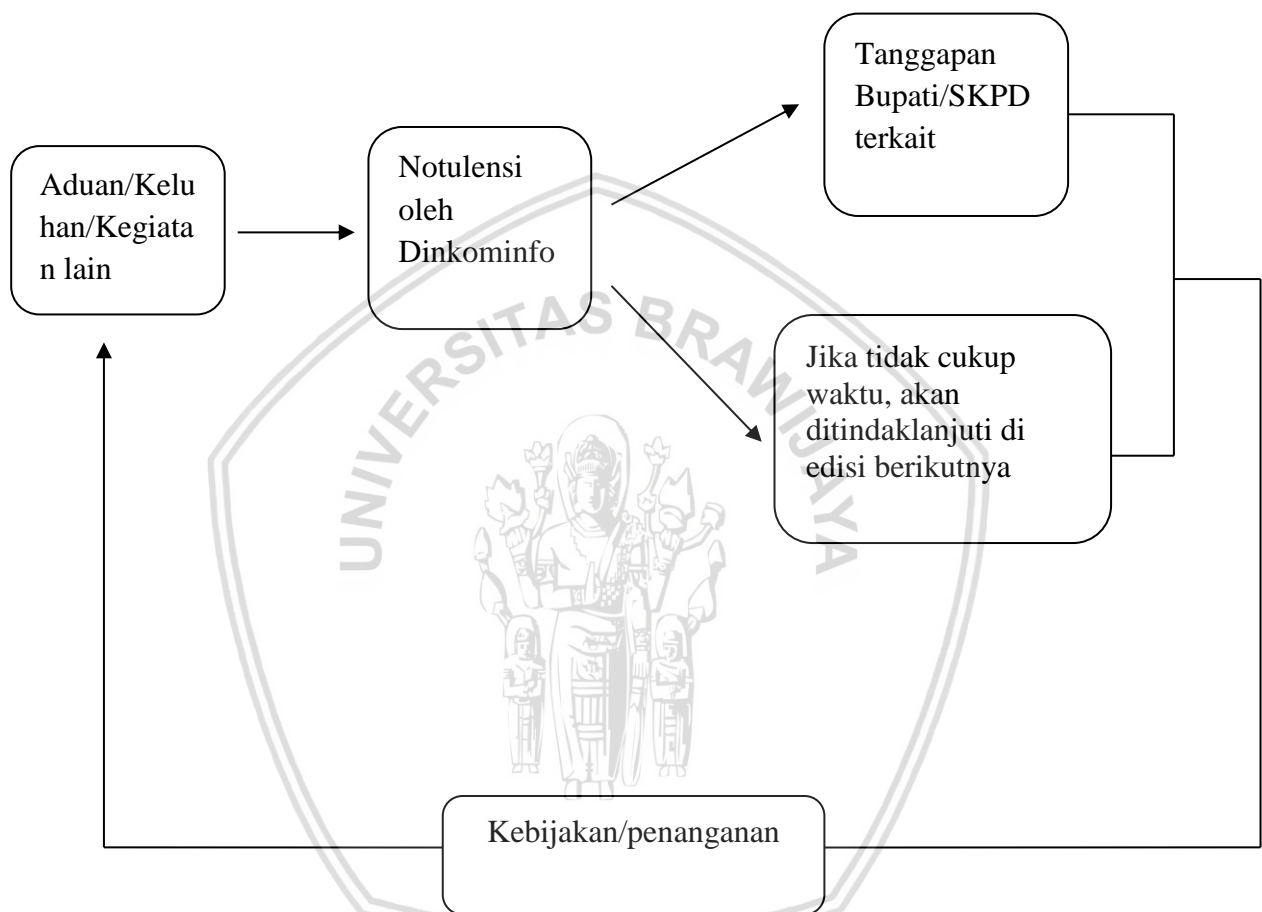 Tanggapan
Bupati/SKPD
terkait
Aduan/Kelu
han/Kegiata
n lain
Notulensi
oleh
Dinkominfo
Jika tidak cukup
waktu, akan
ditindaklanjuti di
edisi berikutnya
Kebijakan/penanganan
UNIVERSITAS BRAWIJAYA